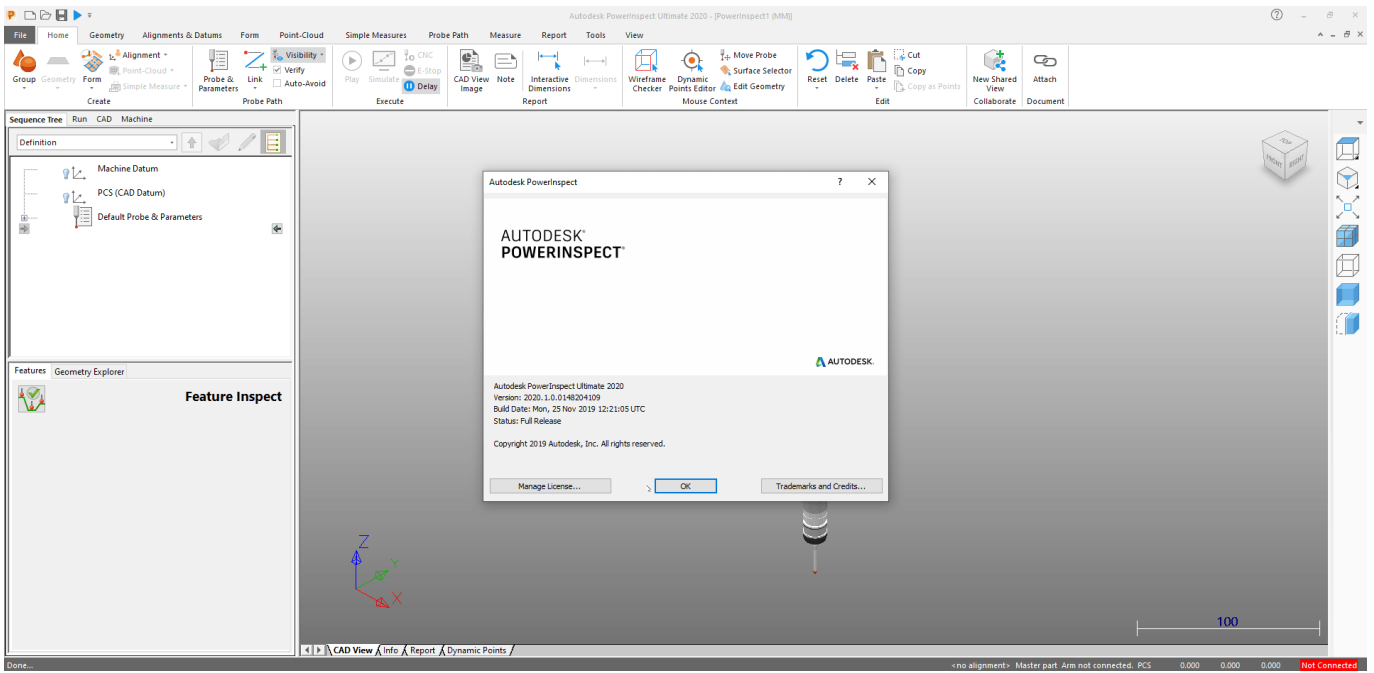 Autodesk PowerInspect Ultimate 2020 - [PowerInspect1 (MM)]
File Home Geometry Alignments & Datums Form Point-Cloud Simple Measures Probe Path Measure Report Tools View
Group Geometry Form Alignment Point-Cloud Simple Measure
Create
Probe & Parameters Link Visibility Verify Auto-Avoid
Probe Path
Play Simulate CNC E-Stop Delay
Execute
CAD View Image Note Interactive Dimensions Dimensions
Report
Wireframe Checker Dynamic Points Editor Move Probe Surface Selector Edit Geometry
Mouse Context
Reset Delete Paste Cut Copy Copy as Points
Edit
New Shared View
Collaborate
Attach
Document
Sequence Tree Run CAD Machine
Definition
Machine Datum
PCS (CAD Datum)
Default Probe & Parameters
Features Geometry Explorer
Feature Inspect
TOP
FRONT RIGHT
Autodesk PowerInspect
AUTODESK®
POWERINSPECT®
AUTODESK.
Autodesk PowerInspect Ultimate 2020
Version: 2020.1.0.0148204109
Build Date: Mon, 25 Nov 2019 12:21:05 UTC
Status: Full Release
Copyright 2019 Autodesk, Inc. All rights reserved.
Manage License... OK Trademarks and Credits...
Z
Y
X
100
CAD View Info Report Dynamic Points
Done... <no alignment> Master part Arm not connected. PCS 0.000 0.000 0.000 Not Connected